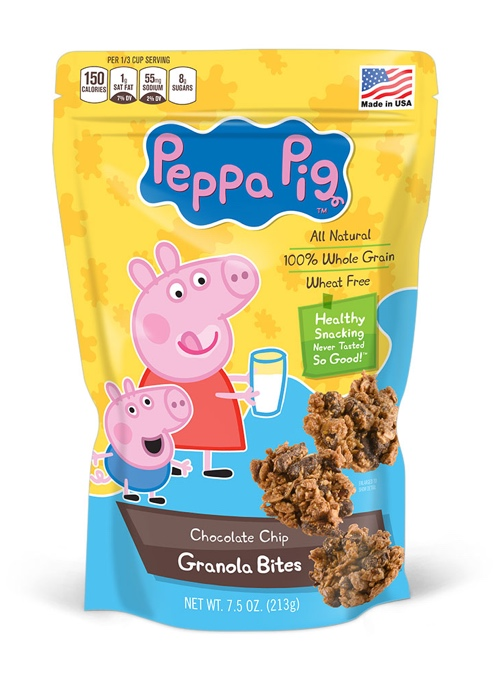 PER 1/3 CUP SERVING
150
CALORIES
1g
SAT FAT
7% DV
55mg
SODIUM
2% DV
8g
SUGARS
Made in USA
Peppa Pig
TM
All Natural
100% Whole Grain
Wheat Free
Healthy
Snacking
Never Tasted
So Good!™
Chocolate Chip
Granola Bites
NET WT. 7.5 OZ. (213g)